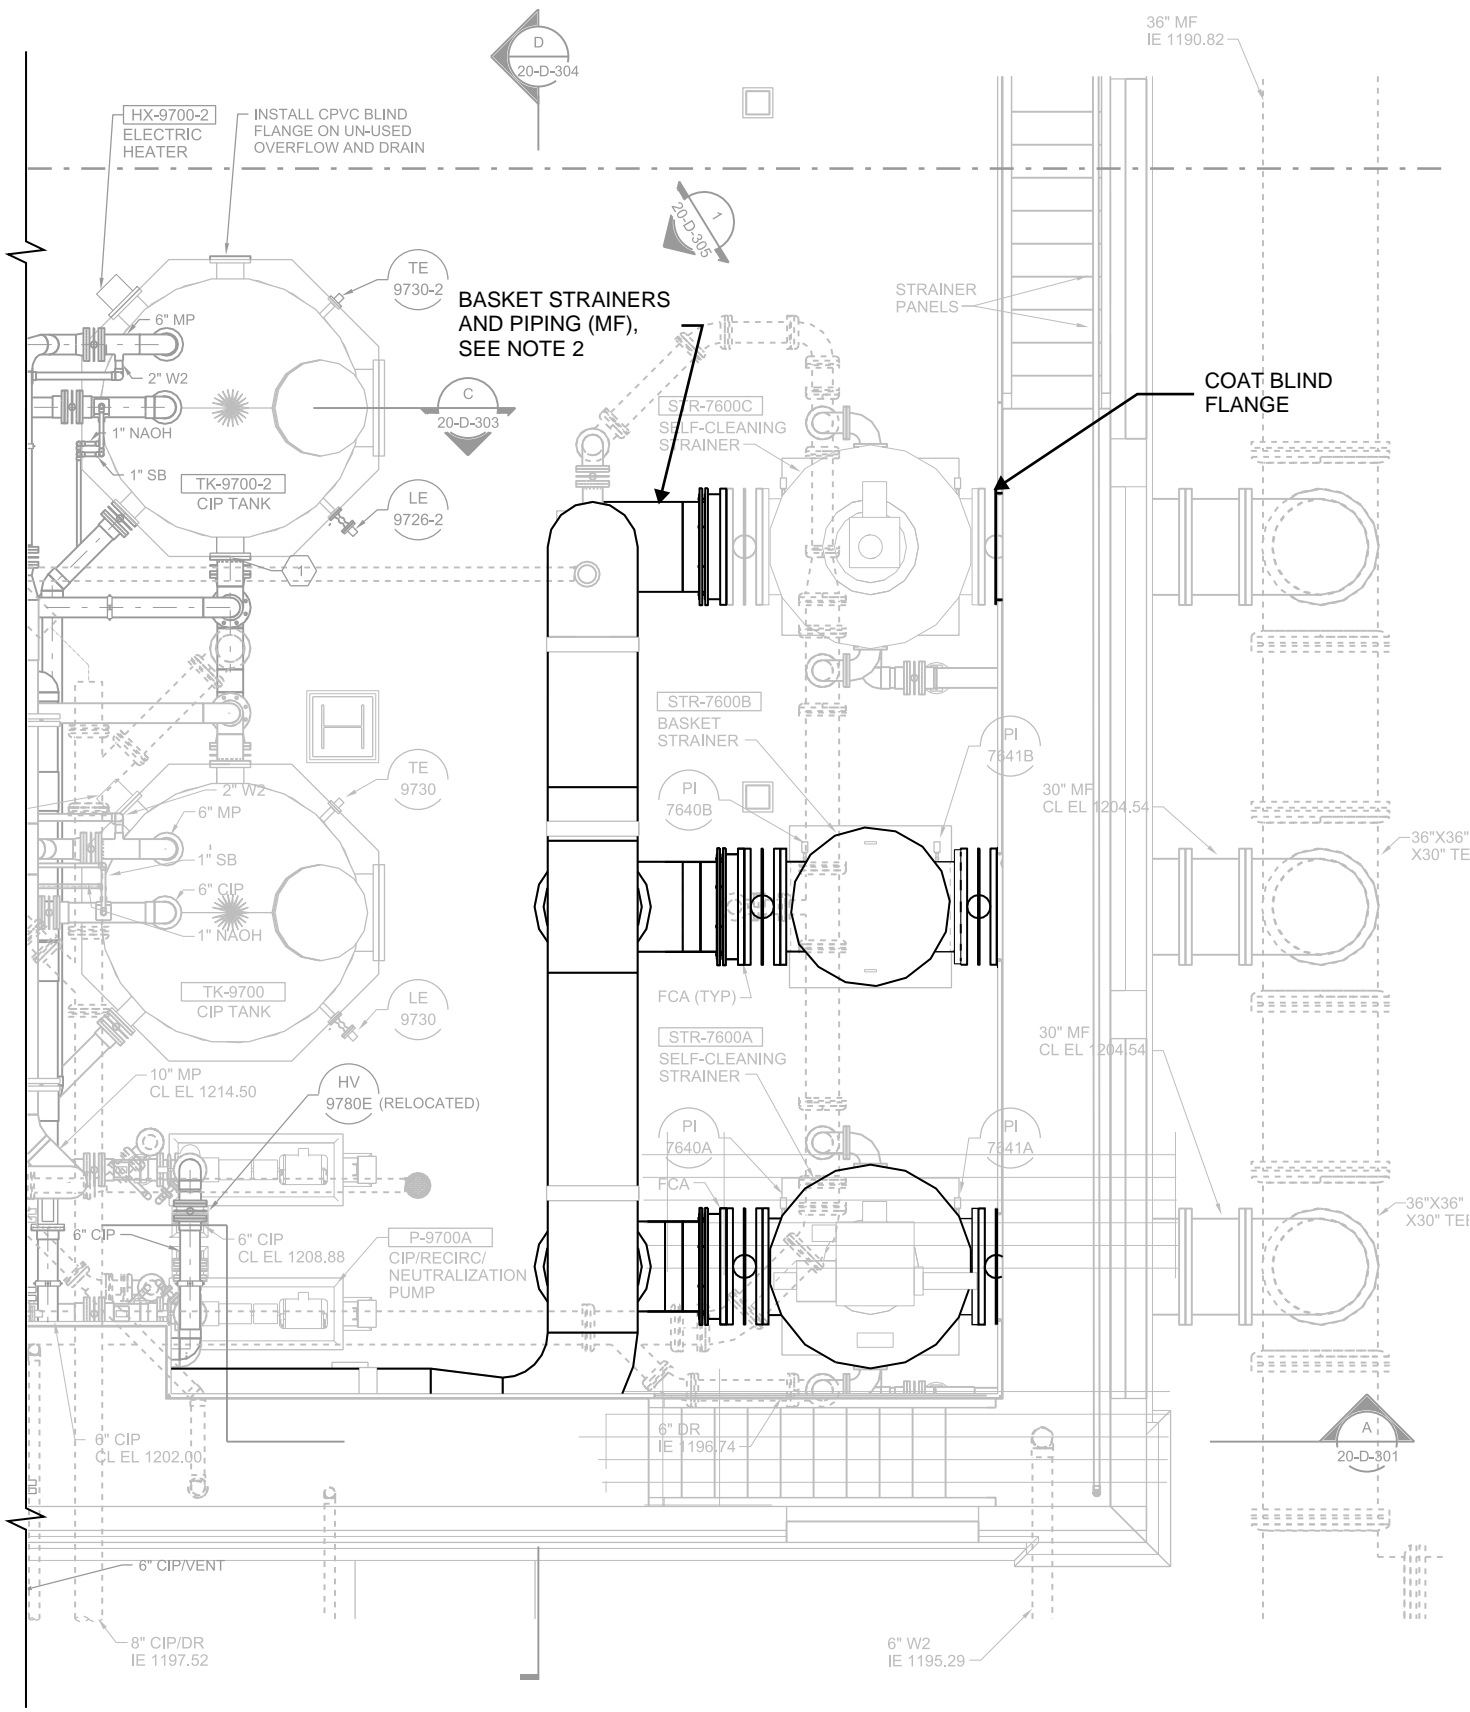 36" MF
IE 1190.82
D
20-D-304
HX-9700-2
ELECTRIC
HEATER
INSTALL CPVC BLIND
FLANGE ON UN-USED
OVERFLOW AND DRAIN
1
20-D-305
TE
9730-2
BASKET STRAINERS
AND PIPING (MF),
SEE NOTE 2
STRAINER
PANELS
6" MP
2" W2
COAT BLIND
FLANGE
C
20-D-303
STR-7600C
SELF-CLEANING
STRAINER
1" NAOH
1" SB
TK-9700-2
CIP TANK
LE
9726-2
1
STR-7600B
BASKET
STRAINER
PI
7641B
TE
9730
PI
7640B
30" MF
CL EL 1204.54
2" W2
6" MP
1" SB
6" CIP
1" NAOH
36"X36"
X30" TE
TK-9700
CIP TANK
LE
9730
FCA (TYP)
STR-7600A
SELF-CLEANING
STRAINER
30" MF
CL EL 1204.54
10" MP
CL EL 1214.50
HV
9780E (RELOCATED)
PI
7640A
PI
7641A
FCA
36"X36"
X30" TEE
6" CIP
6" CIP
CL EL 1208.88
P-9700A
CIP/RECIRC/
NEUTRALIZATION
PUMP
6" CIP
CL EL 1202.00
6" DR
IE 1196.74
A
20-D-301
6" CIP/VENT
8" CIP/DR
IE 1197.52
6" W2
IE 1195.29